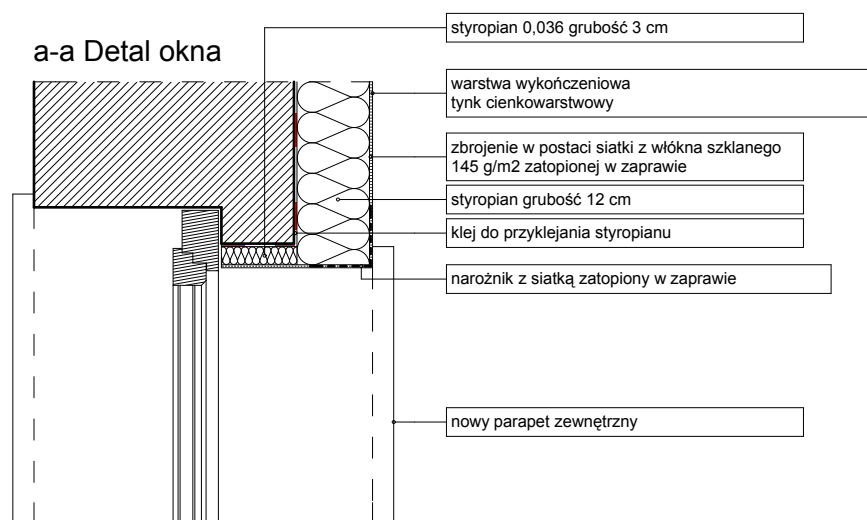 a-a Detal okna
styropian 0,036 grubość 3 cm
warstwa wykończeniowa
tynk cienkowarstwowy
zbrojenie w postaci siatki z włókna szklanego
145 g/m2 zatopionej w zaprawie
styropian grubość 12 cm
klej do przyklejania styropianu
narożnik z siatką zatopiony w zaprawie
nowy parapet zewnętrzny